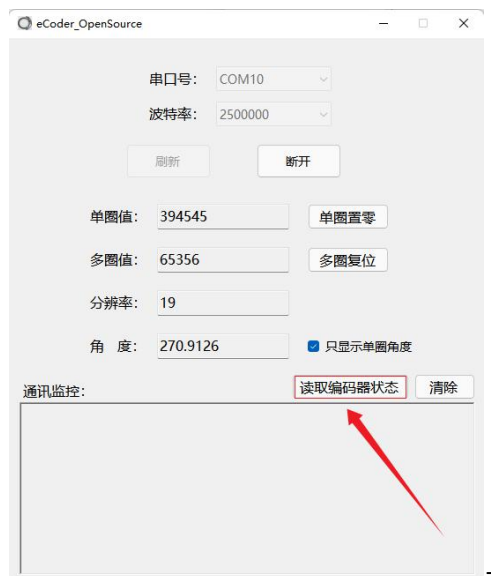 eCoder_OpenSource
串口号： COM10
波特率： 2500000
刷新 断开
单圈值： 394545 单圈置零
多圈值： 65356 多圈复位
分辨率： 19
角 度： 270.9126 只显示单圈角度
通讯监控： 读取编码器状态 清除